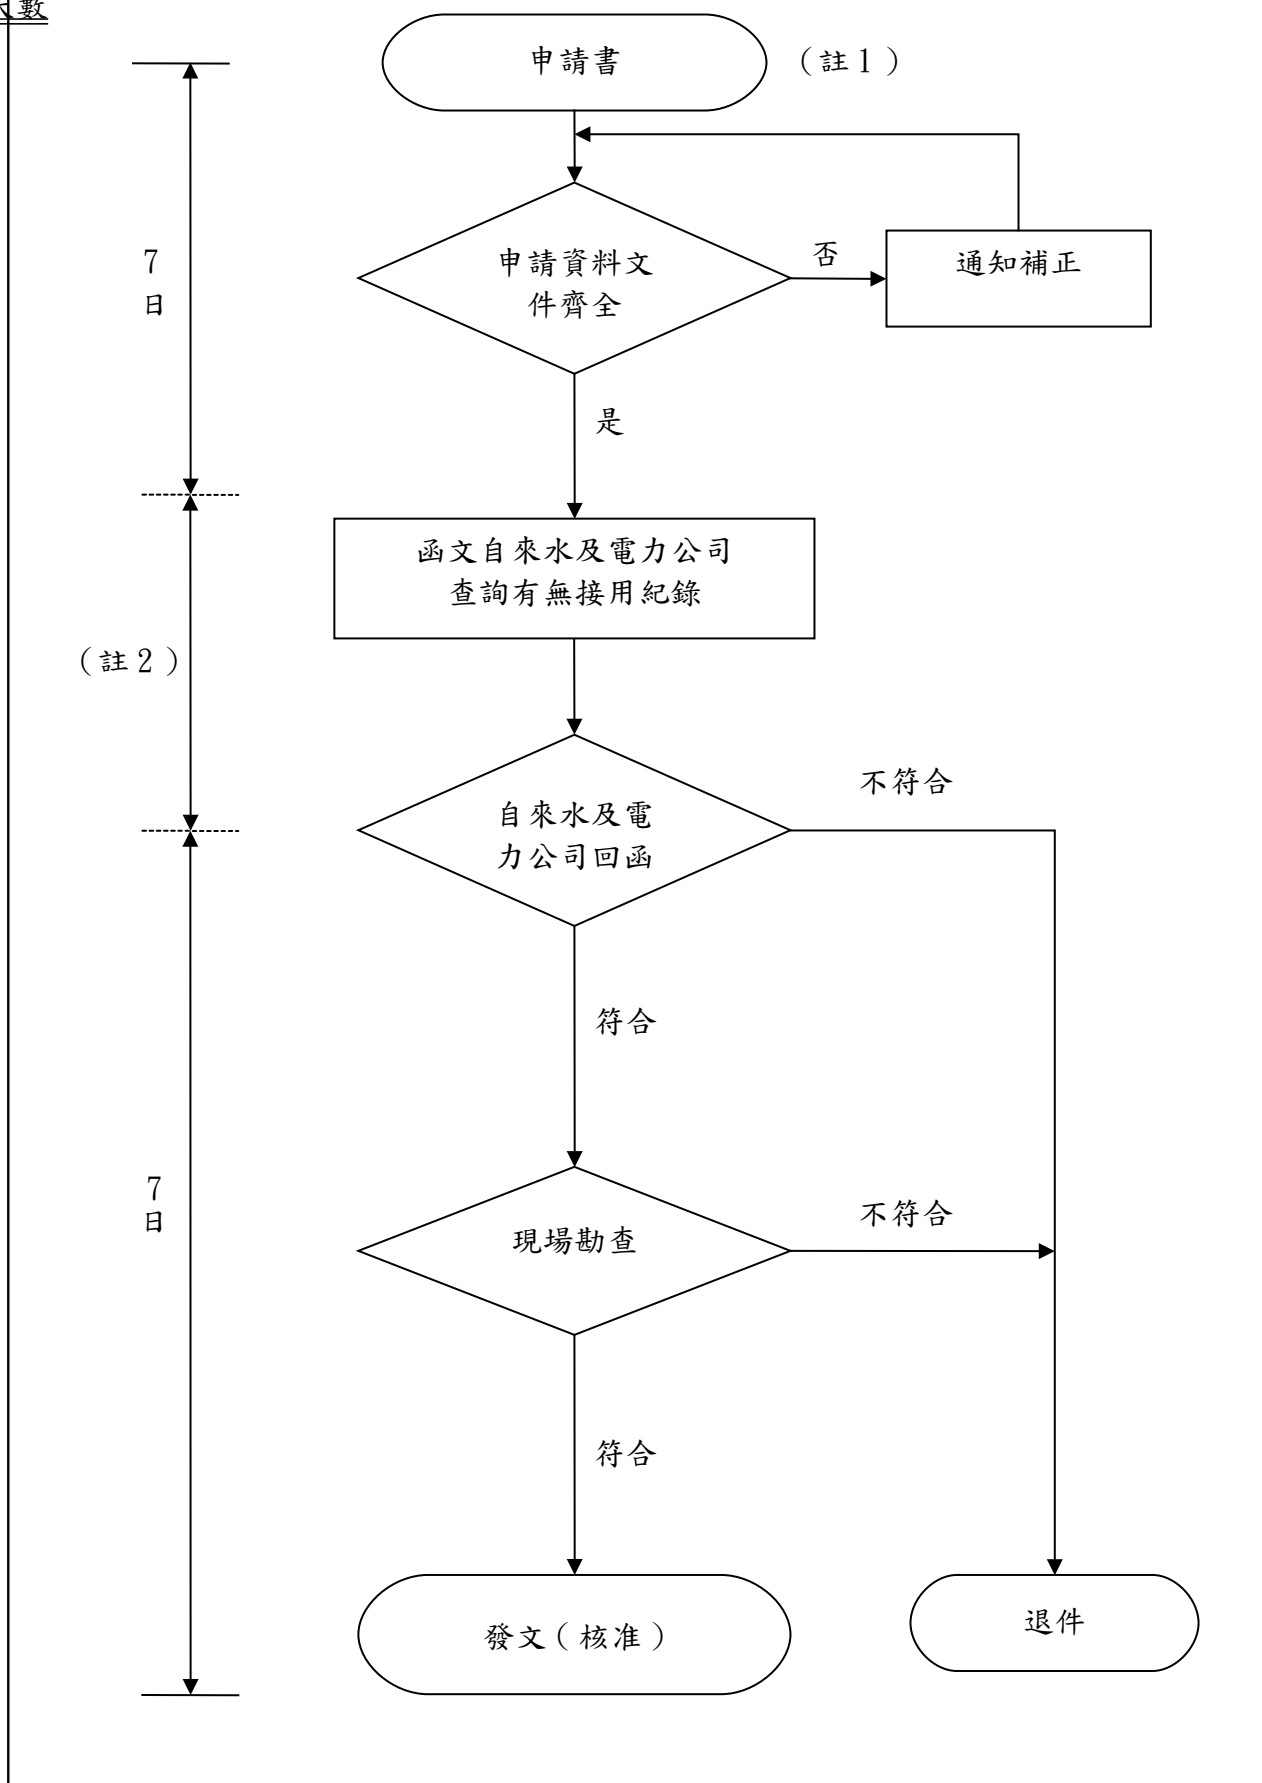 數
申請書
（註1）
7
日
申請資料文
件齊全
否
通知補正
是
函文自來水及電力公司
查詢有無接用紀錄
（註2）
自來水及電
力公司回函
不符合
符合
7
日
現場勘查
不符合
符合
發文（核准）
退件